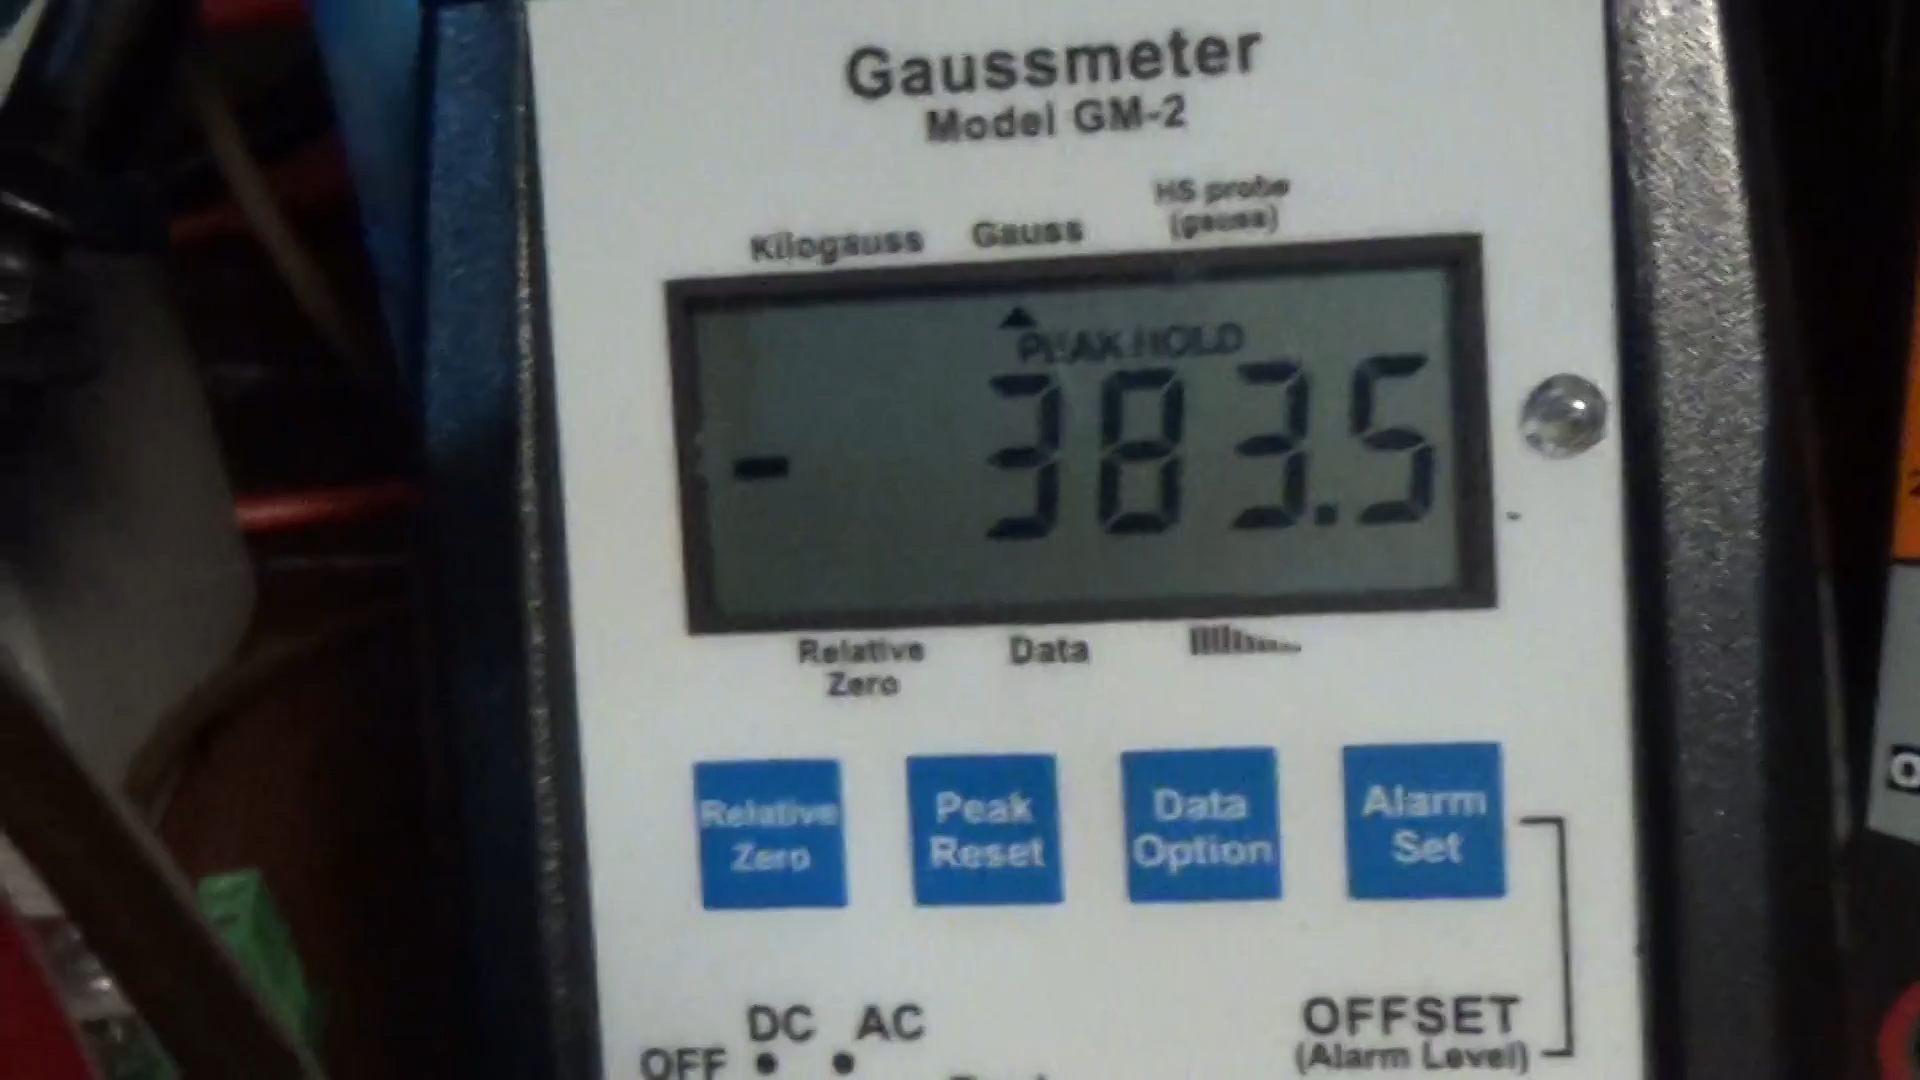 Gaussmeter
Model GM-2
Kilogauss Gauss HS probe
(gauss)
PEAK HOLD
- 383.5
Relative Data
Zero
Relative Zero
Peak Reset
Data Option
Alarm Set
DC AC
OFF
OFFSET
(Alarm Level)